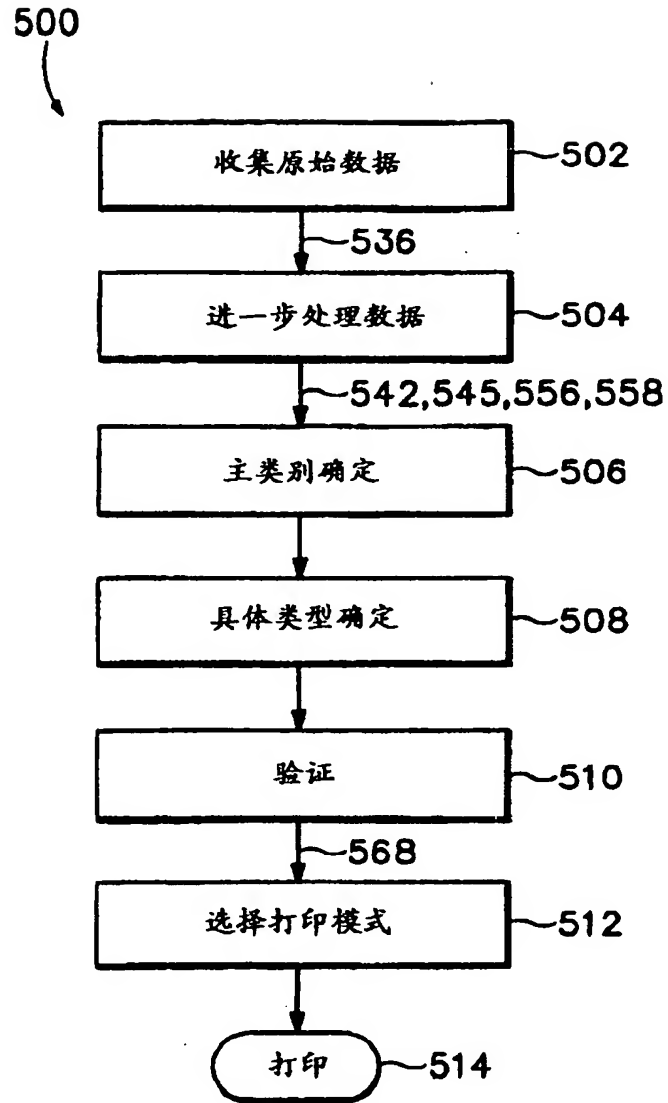 500
收集原始数据 502
536
进一步处理数据 504
542,545,556,558
主类别确定 506
具体类型确定 508
验证 510
568
选择打印模式 512
打印 514